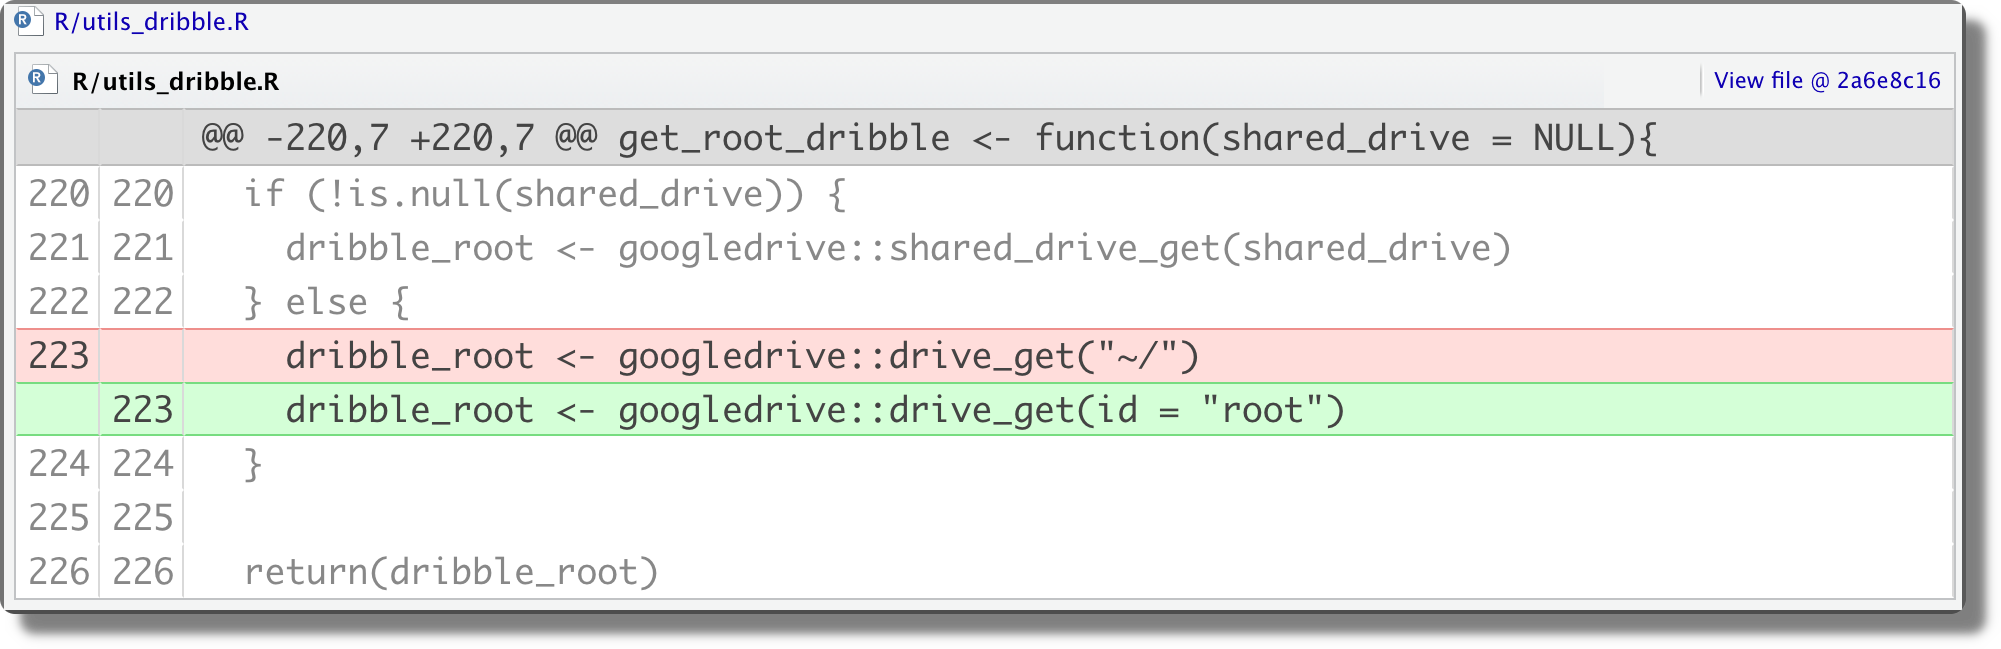 R/utils_dribble.R
R/utils_dribble.R View file @ 2a6e8c16
@@ -220,7 +220,7 @@ get_root_dribble <- function(shared_drive = NULL){
220 220   if (!is.null(shared_drive)) {
221 221     dribble_root <- googledrive::shared_drive_get(shared_drive)
222 222   } else {
223     dribble_root <- googledrive::drive_get("~/")
223     dribble_root <- googledrive::drive_get(id = "root")
224 224   }
225 225
226 226   return(dribble_root)